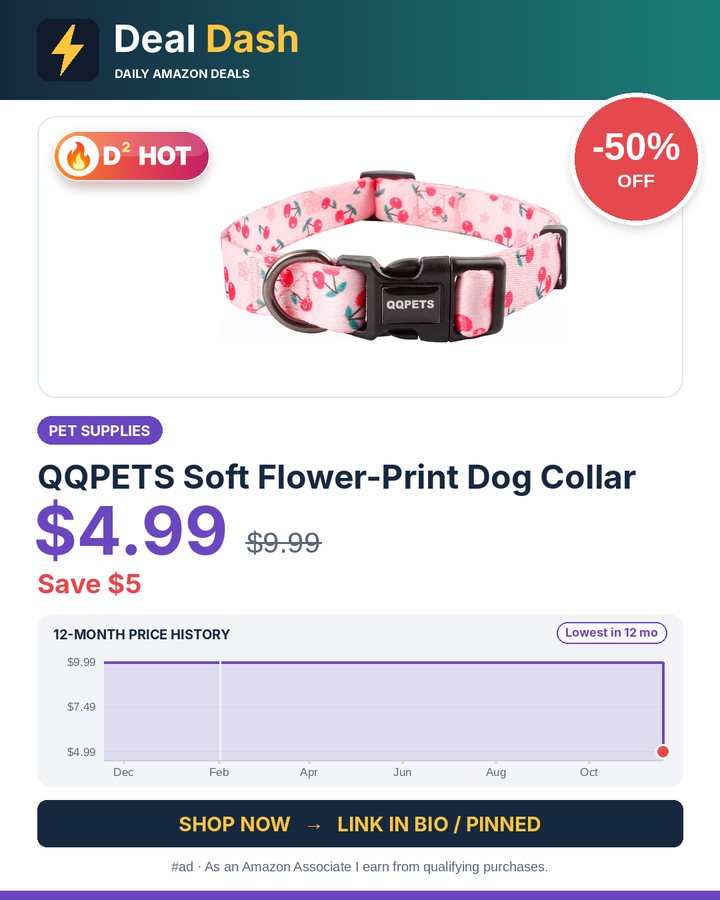 Deal Dash
DAILY AMAZON DEALS
D² HOT
-50%
OFF
QQPETS
PET SUPPLIES
QQPETS Soft Flower-Print Dog Collar
$4.99 $9.99
Save $5
12-MONTH PRICE HISTORY
Lowest in 12 mo
$9.99
$7.49
$4.99
Dec Feb Apr Jun Aug Oct
SHOP NOW → LINK IN BIO / PINNED
#ad · As an Amazon Associate I earn from qualifying purchases.